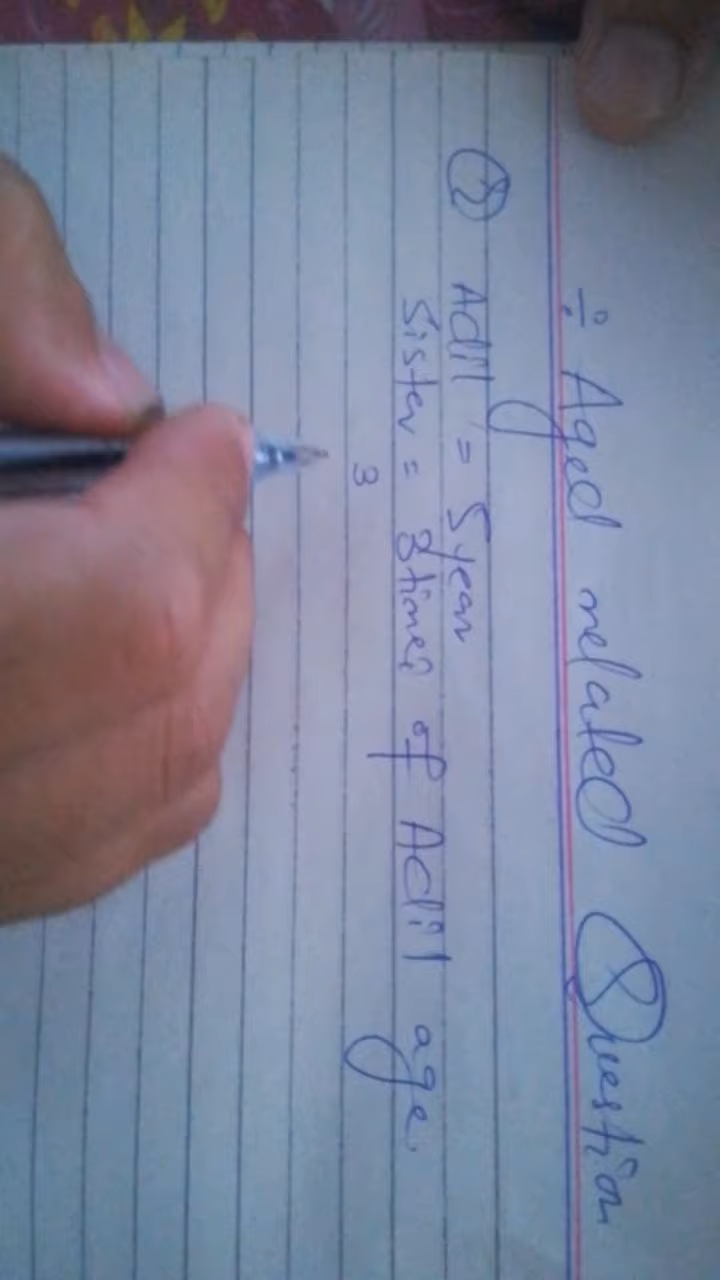 ÷ Aged related Question
② Adil = 5 year
Sister = 3 times of Adil age.
3